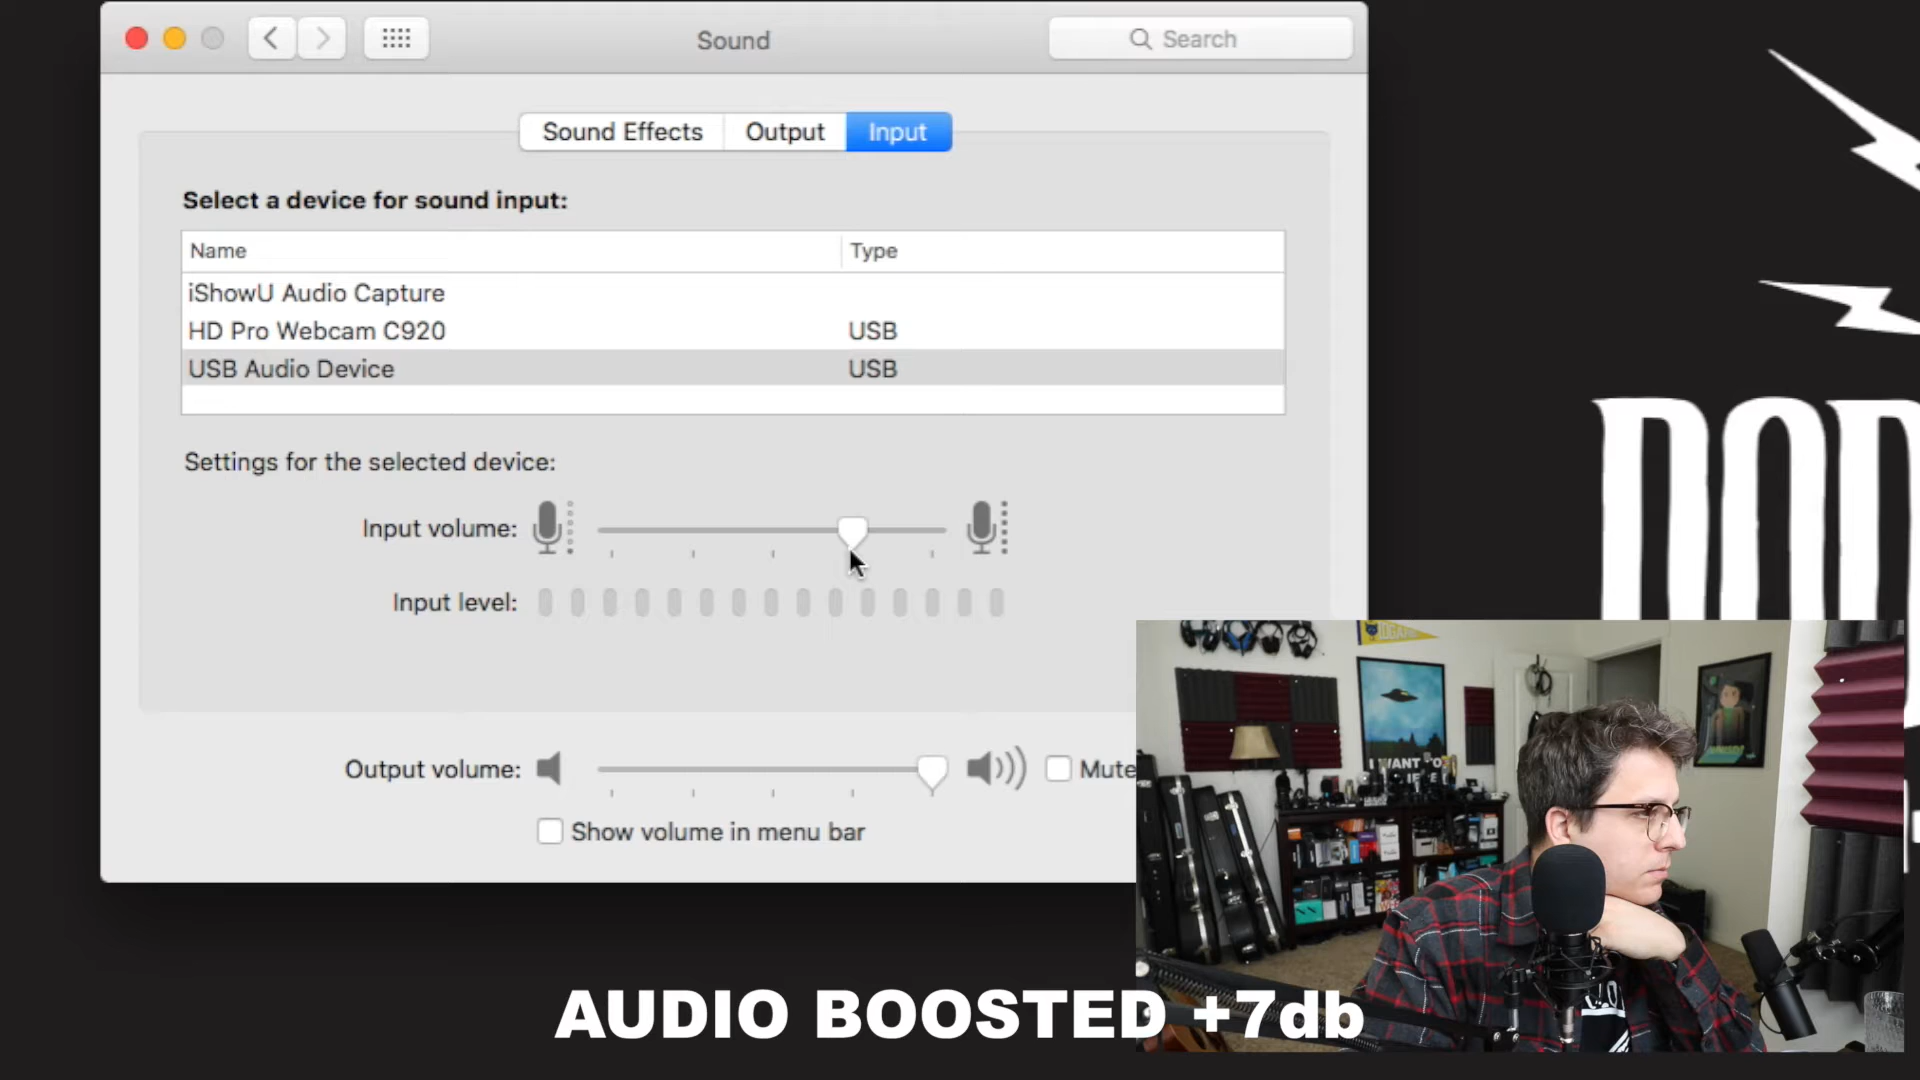 Sound
Search
Sound Effects
Output
Input
Select a device for sound input:
Name
Type
iShowU Audio Capture
HD Pro Webcam C920
USB
USB Audio Device
USB
Settings for the selected device:
Input volume:
Input level:
Output volume:
Mute
Show volume in menu bar
I WANT TO
AUDIO BOOSTED +7db